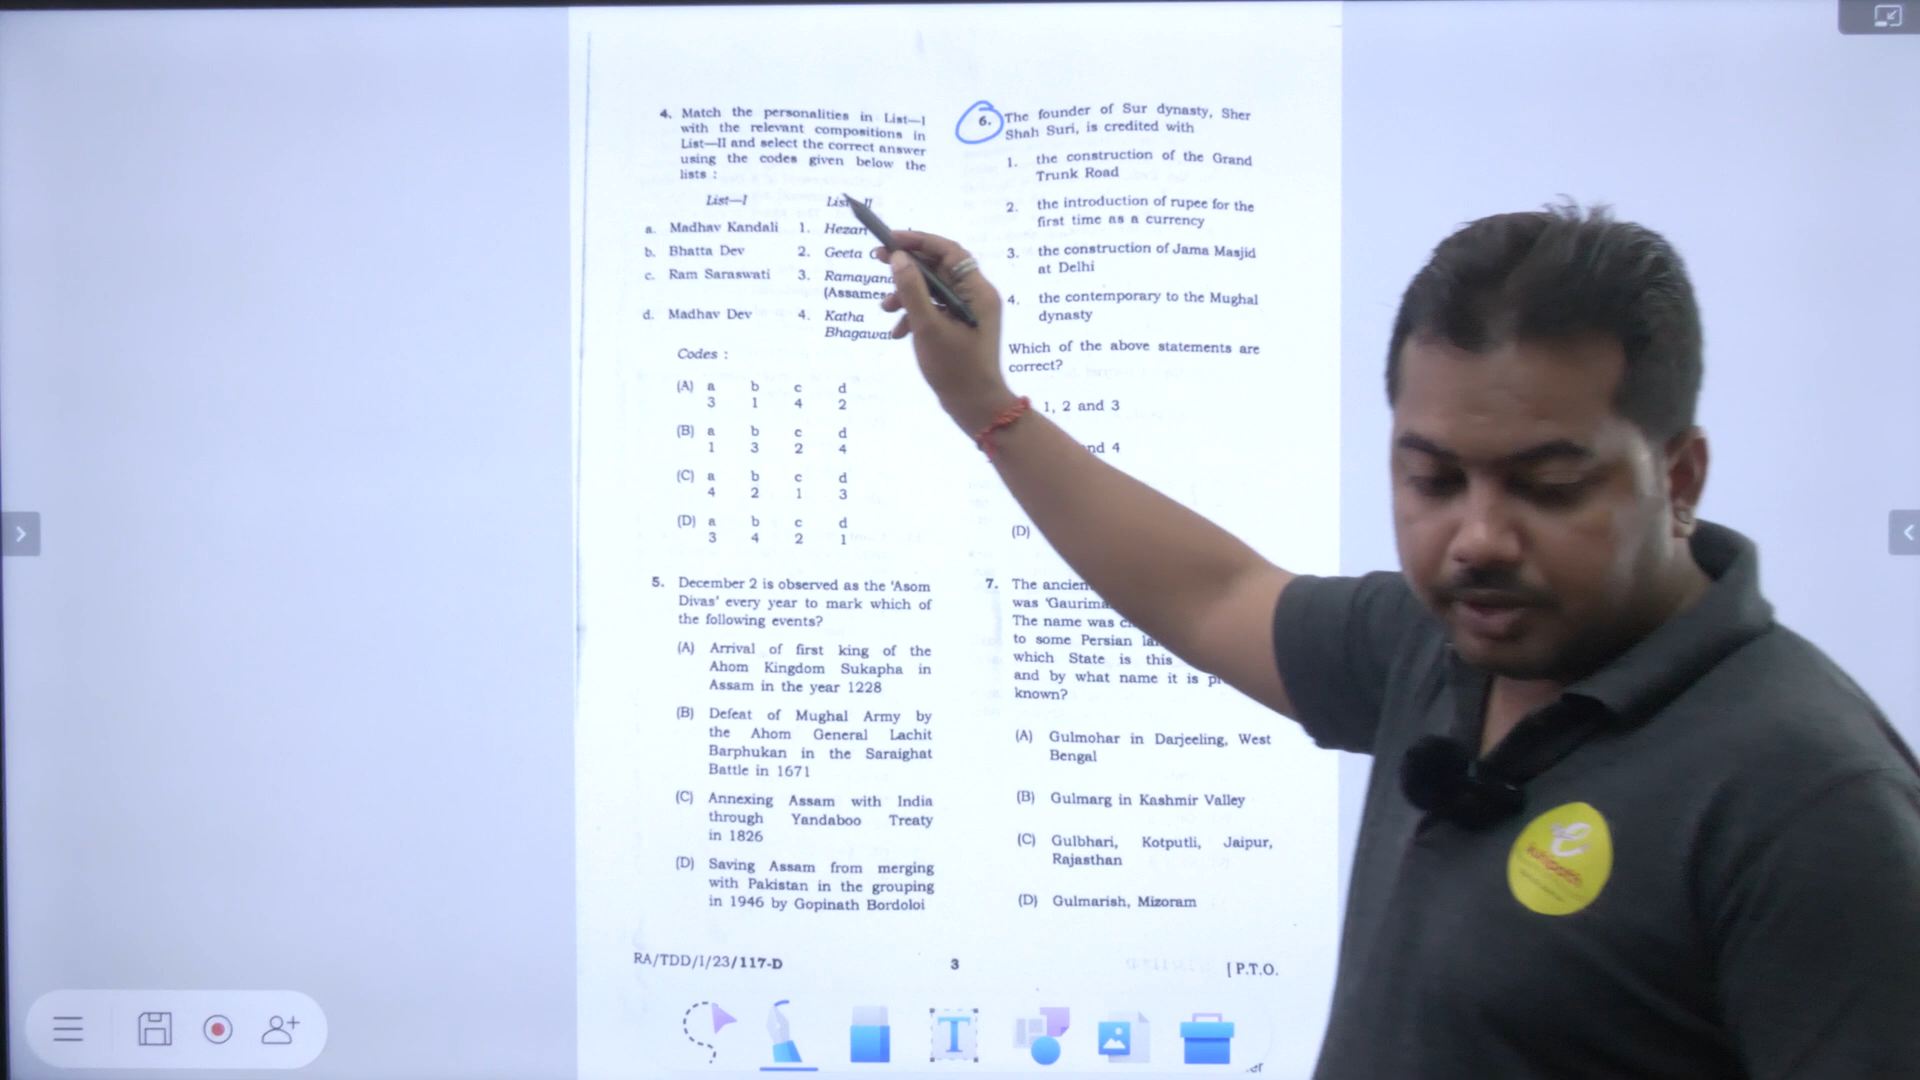 4. Match the personalities in List—I
with the relevant compositions in
List—II and select the correct answer
using the codes given below the
lists :
List—I
a. Madhav Kandali 1. Hezar
b. Bhatta Dev 2. Geeta
c. Ram Saraswati 3. Ramayana
(Assamese
d. Madhav Dev 4. Katha
Bhagawat
Codes :
(A) a b c d
3 1 4 2
(B) a b c d
1 3 2 4
(C) a b c d
4 2 1 3
(D) a b c d
3 4 2 1
5. December 2 is observed as the 'Asom
Divas' every year to mark which of
the following events?
(A) Arrival of first king of the
Ahom Kingdom Sukapha in
Assam in the year 1228
(B) Defeat of Mughal Army by
the Ahom General Lachit
Barphukan in the Saraighat
Battle in 1671
(C) Annexing Assam with India
through Yandaboo Treaty
in 1826
(D) Saving Assam from merging
with Pakistan in the grouping
in 1946 by Gopinath Bordoloi
6. The founder of Sur dynasty, Sher
Shah Suri, is credited with
1. the construction of the Grand
Trunk Road
2. the introduction of rupee for the
first time as a currency
3. the construction of Jama Masjid
at Delhi
4. the contemporary to the Mughal
dynasty
Which of the above statements are
correct?
1, 2 and 3
and 4
(D)
7. The ancien
was 'Gaurima
The name was
to some Persian
which State is this
and by what name it is
known?
(A) Gulmohar in Darjeeling, West
Bengal
(B) Gulmarg in Kashmir Valley
(C) Gulbhari, Kotputli, Jaipur,
Rajasthan
(D) Gulmarish, Mizoram
RA/TDD/I/23/117-D 3 [ P.T.O.